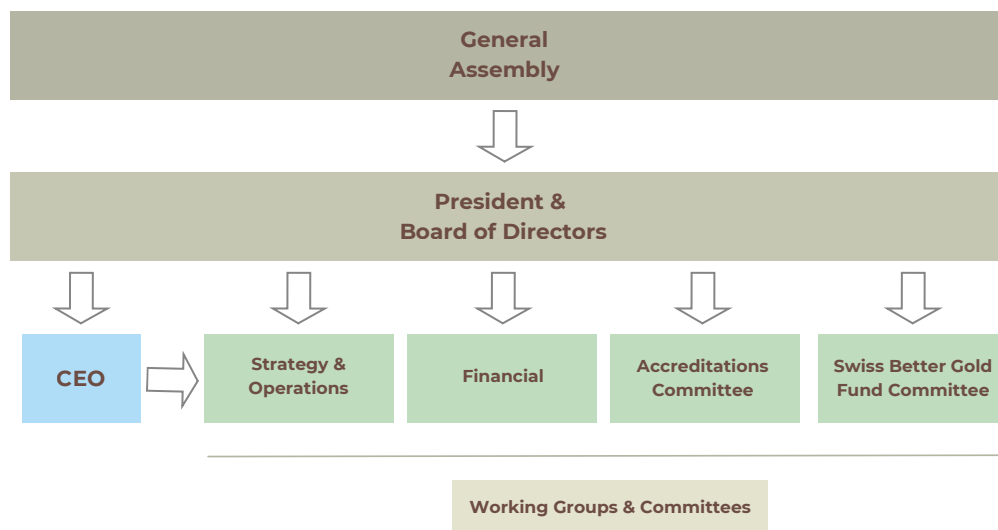 General
Assembly
President &
Board of Directors
CEO
Strategy &
Operations
Financial
Accreditations
Committee
Swiss Better Gold
Fund Committee
Working Groups & Committees